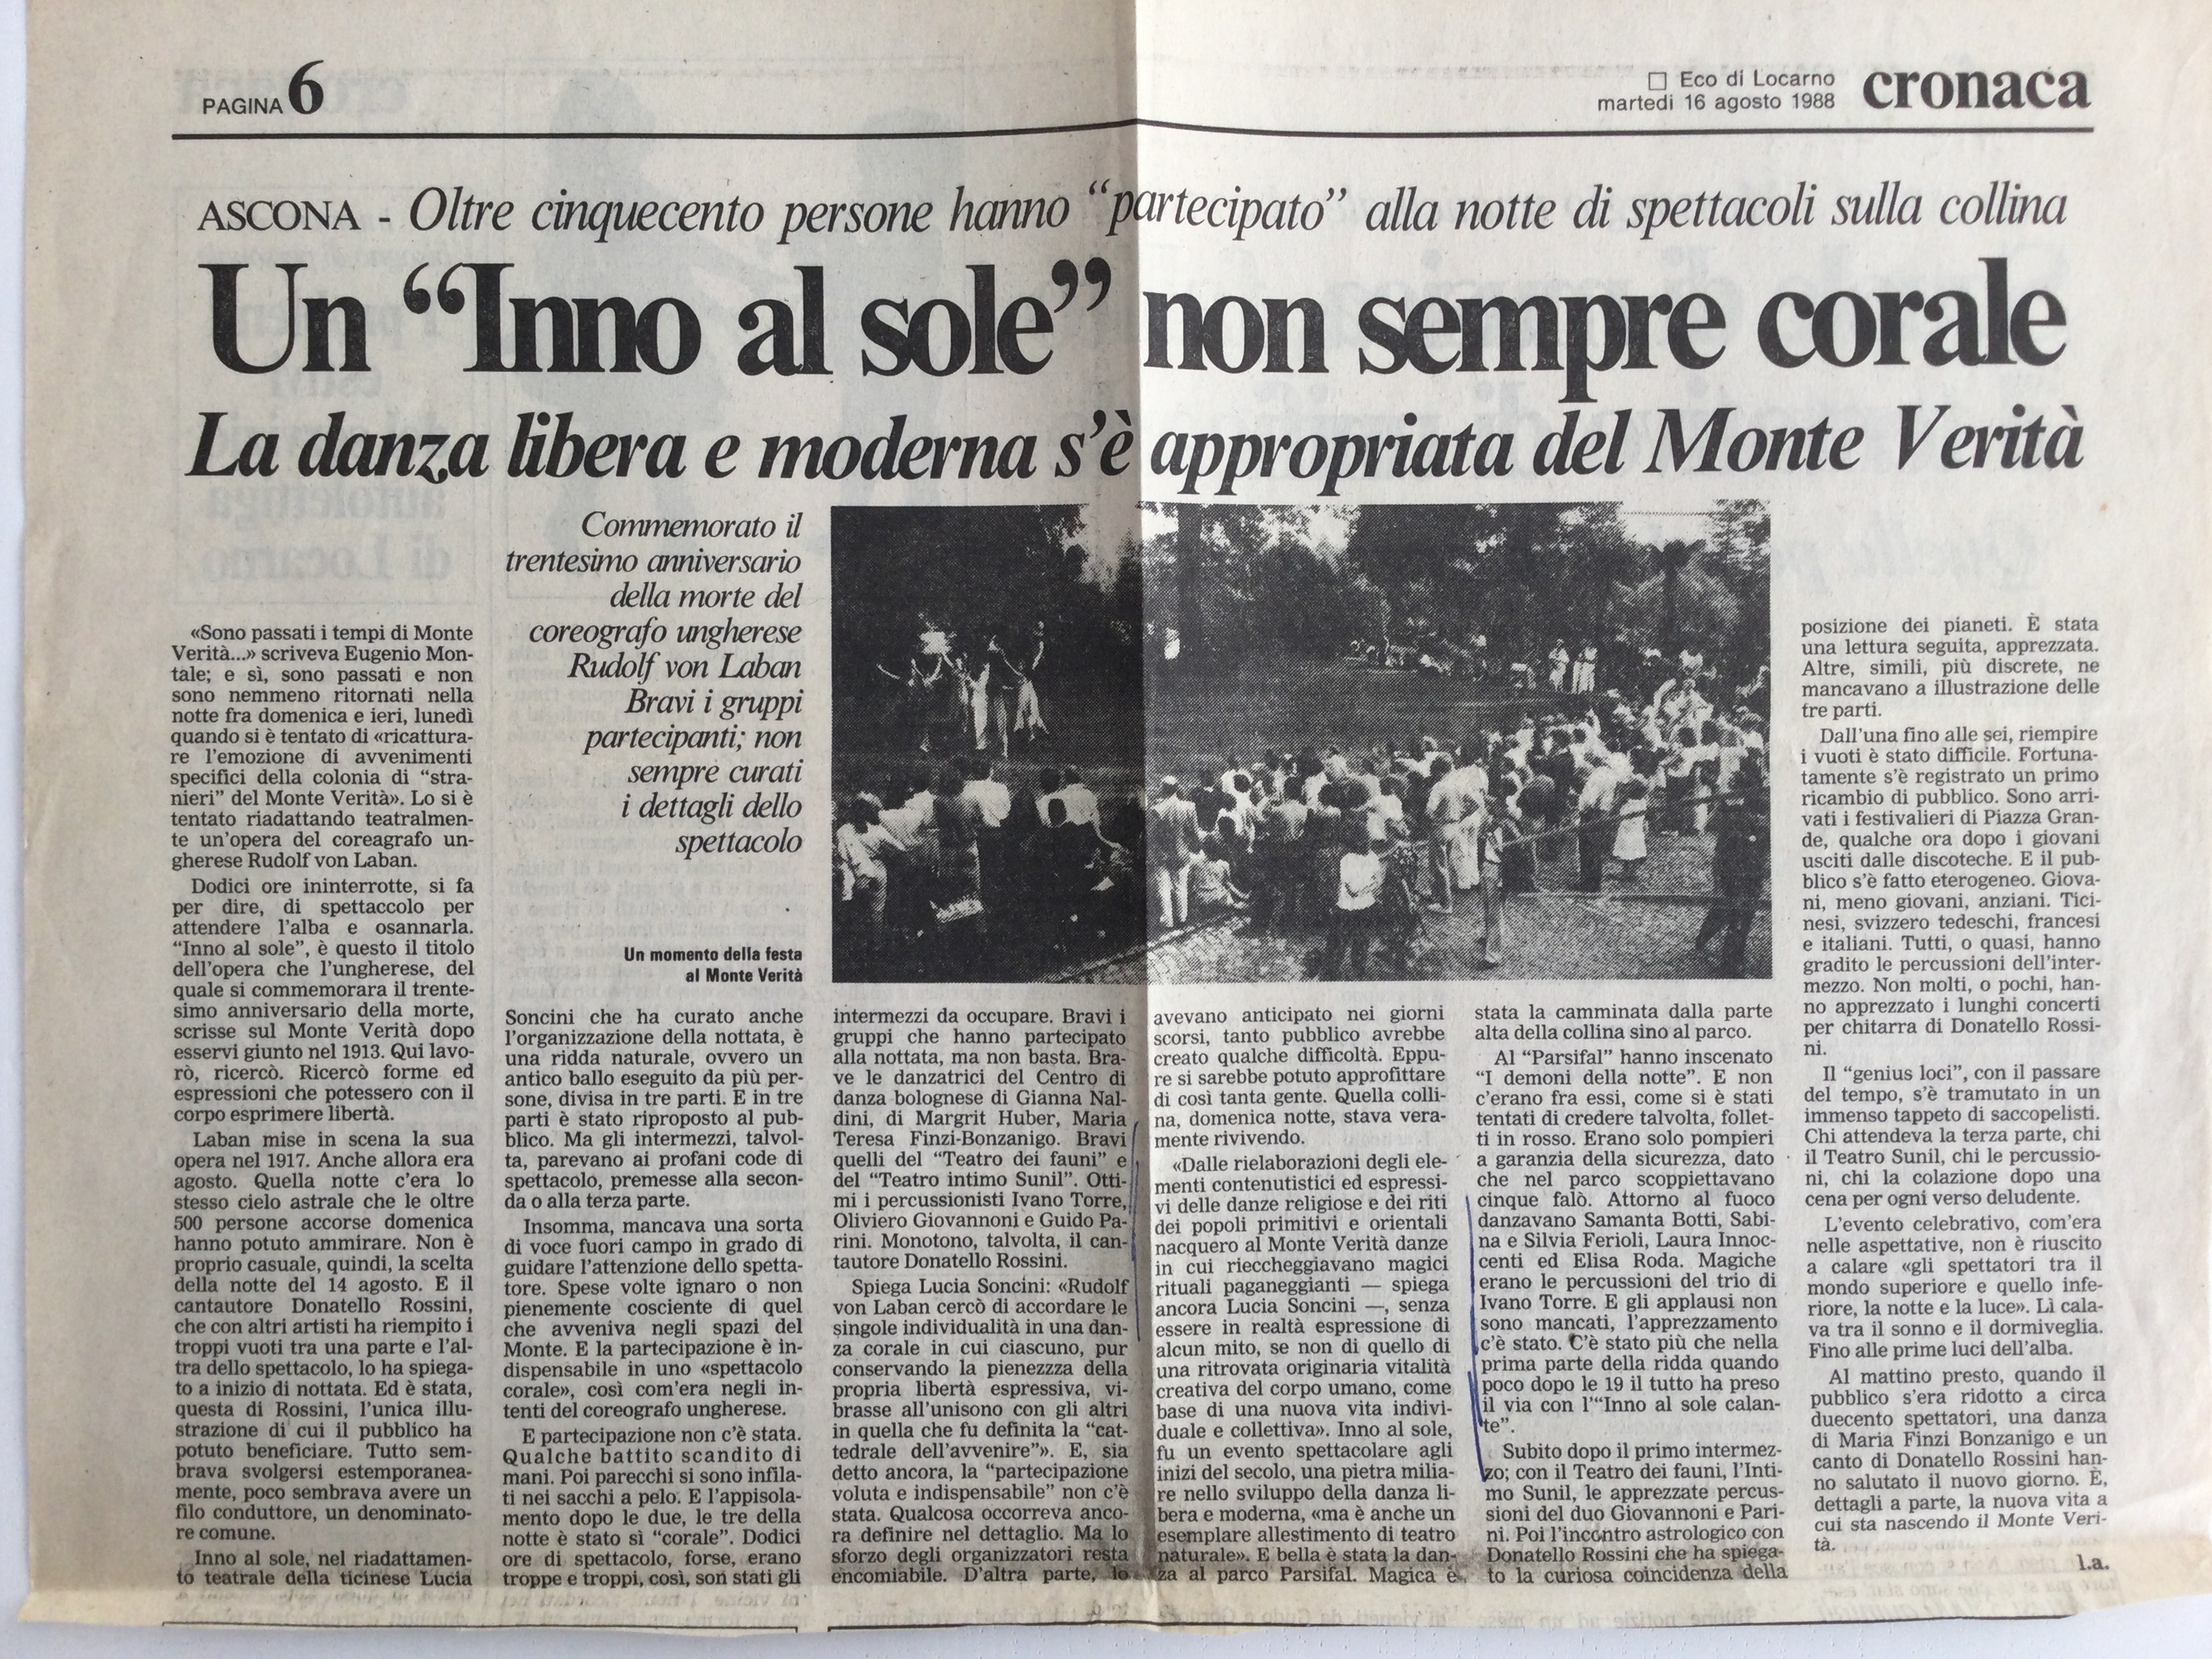 PAGINA 6
□ Eco di Locarno
martedì 16 agosto 1988
cronaca
ASCONA - Oltre cinquecento persone hanno “partecipato” alla notte di spettacoli sulla collina
Un “Inno al sole” non sempre corale
La danza libera e moderna s’è appropriata del Monte Verità
Commemorato il
trentesimo anniversario
della morte del
coreografo ungherese
Rudolf von Laban
Bravi i gruppi
partecipanti; non
sempre curati
i dettagli dello
spettacolo
Un momento della festa
al Monte Verità
«Sono passati i tempi di Monte
Verità...» scriveva Eugenio Mon-
tale; e sì, sono passati e non
sono nemmeno ritornati nella
notte fra domenica e ieri, lunedì
quando si è tentato di «ricattura-
re l’emozione di avvenimenti
specifici della colonia di “stra-
nieri” del Monte Verità». Lo si è
tentato riadattando teatralmen-
te un’opera del coreagrafo un-
gherese Rudolf von Laban.
Dodici ore ininterrotte, si fa
per dire, di spettaccolo per
attendere l’alba e osannarla.
“Inno al sole”, è questo il titolo
dell’opera che l’ungherese, del
quale si commemorara il trente-
simo anniversario della morte,
scrisse sul Monte Verità dopo
esservi giunto nel 1913. Qui lavo-
rò, ricercò. Ricercò forme ed
espressioni che potessero con il
corpo esprimere libertà.
Laban mise in scena la sua
opera nel 1917. Anche allora era
agosto. Quella notte c’era lo
stesso cielo astrale che le oltre
500 persone accorse domenica
hanno potuto ammirare. Non è
proprio casuale, quindi, la scelta
della notte del 14 agosto. E il
cantautore Donatello Rossini,
che con altri artisti ha riempito i
troppi vuoti tra una parte e l’al-
tra dello spettacolo, lo ha spiega-
to a inizio di nottata. Ed è stata,
questa di Rossini, l’unica illu-
strazione di cui il pubblico ha
potuto beneficiare. Tutto sem-
brava svolgersi estemporanea-
mente, poco sembrava avere un
filo conduttore, un denominato-
re comune.
Inno al sole, nel riadattamen-
to teatrale della ticinese Lucia
Soncini che ha curato anche
l’organizzazione della nottata, è
una ridda naturale, ovvero un
antico ballo eseguito da più per-
sone, divisa in tre parti. E in tre
parti è stato riproposto al pub-
blico. Ma gli intermezzi, talvol-
ta, parevano ai profani code di
spettacolo, premesse alla secon-
da o alla terza parte.
Insomma, mancava una sorta
di voce fuori campo in grado di
guidare l’attenzione dello spetta-
tore. Spese volte ignaro o non
pienemente cosciente di quel
che avveniva negli spazi del
Monte. E la partecipazione è in-
dispensabile in uno «spettacolo
corale», così com’era negli in-
tenti del coreografo ungherese.
E partecipazione non c’è stata.
Qualche battito scandito di
mani. Poi parecchi si sono infila-
ti nei sacchi a pelo. E l’appisola-
mento dopo le due, le tre della
notte è stato sì “corale”. Dodici
ore di spettacolo, forse, erano
troppe e troppi, così, son stati gli
intermezzi da occupare. Bravi i
gruppi che hanno partecipato
alla nottata, ma non basta. Bra-
ve le danzatrici del Centro di
danza bolognese di Gianna Nal-
dini, di Margrit Huber, Maria
Teresa Finzi-Bonzanigo. Bravi
quelli del “Teatro dei fauni” e
del “Teatro intimo Sunil”. Otti-
mi i percussionisti Ivano Torre,
Oliviero Giovannoni e Guido Pa-
rini. Monotono, talvolta, il can-
tautore Donatello Rossini.
Spiega Lucia Soncini: «Rudolf
von Laban cercò di accordare le
singole individualità in una dan-
za corale in cui ciascuno, pur
conservando la pienezzza della
propria libertà espressiva, vi-
brasse all’unisono con gli altri
in quella che fu definita la “cat-
tedrale dell’avvenire”». E, sia
detto ancora, la “partecipazione
voluta e indispensabile” non c’è
stata. Qualcosa occorreva anco-
ra definire nel dettaglio. Ma lo
sforzo degli organizzatori resta
encomiabile. D’altra parte, lo
avevano anticipato nei giorni
scorsi, tanto pubblico avrebbe
creato qualche difficoltà. Eppu-
re si sarebbe potuto approfittare
di così tanta gente. Quella colli-
na, domenica notte, stava vera-
mente rivivendo.
«Dalle rielaborazioni degli ele-
menti contenutistici ed espressi-
vi delle danze religiose e dei riti
dei popoli primitivi e orientali
nacquero al Monte Verità danze
in cui rieccheggiavano magici
rituali paganeggianti — spiega
ancora Lucia Soncini —, senza
essere in realtà espressione di
alcun mito, se non di quello di
una ritrovata originaria vitalità
creativa del corpo umano, come
base di una nuova vita indivi-
duale e collettiva». Inno al sole,
fu un evento spettacolare agli
inizi del secolo, una pietra milia-
re nello sviluppo della danza li-
bera e moderna, «ma è anche un
esemplare allestimento di teatro
naturale». E bella è stata la dan-
za al parco Parsifal. Magica è
stata la camminata dalla parte
alta della collina sino al parco.
Al “Parsifal” hanno inscenato
“I demoni della notte”. E non
c’erano fra essi, come si è stati
tentati di credere talvolta, follet-
ti in rosso. Erano solo pompieri
a garanzia della sicurezza, dato
che nel parco scoppiettavano
cinque falò. Attorno al fuoco
danzavano Samanta Botti, Sabi-
na e Silvia Ferioli, Laura Innoc-
centi ed Elisa Roda. Magiche
erano le percussioni del trio di
Ivano Torre. E gli applausi non
sono mancati, l’apprezzamento
c’è stato. C’è stato più che nella
prima parte della ridda quando
poco dopo le 19 il tutto ha preso
il via con l’“Inno al sole calan-
te”.
Subito dopo il primo intermez-
zo; con il Teatro dei fauni, l’Inti-
mo Sunil, le apprezzate percus-
sioni del duo Giovannoni e Pari-
ni. Poi l’incontro astrologico con
Donatello Rossini che ha spiega-
to la curiosa coincidenza della
posizione dei pianeti. È stata
una lettura seguita, apprezzata.
Altre, simili, più discrete, ne
mancavano a illustrazione delle
tre parti.
Dall’una fino alle sei, riempire
i vuoti è stato difficile. Fortuna-
tamente s’è registrato un primo
ricambio di pubblico. Sono arri-
vati i festivalieri di Piazza Gran-
de, qualche ora dopo i giovani
usciti dalle discoteche. E il pub-
blico s’è fatto eterogeneo. Giova-
ni, meno giovani, anziani. Tici-
nesi, svizzero tedeschi, francesi
e italiani. Tutti, o quasi, hanno
gradito le percussioni dell’inter-
mezzo. Non molti, o pochi, han-
no apprezzato i lunghi concerti
per chitarra di Donatello Rossi-
ni.
Il “genius loci”, con il passare
del tempo, s’è tramutato in un
immenso tappeto di saccopelisti.
Chi attendeva la terza parte, chi
il Teatro Sunil, chi le percussio-
ni, chi la colazione dopo una
cena per ogni verso deludente.
L’evento celebrativo, com’era
nelle aspettative, non è riuscito
a calare «gli spettatori tra il
mondo superiore e quello infe-
riore, la notte e la luce». Lì cala-
va tra il sonno e il dormiveglia.
Fino alle prime luci dell’alba.
Al mattino presto, quando il
pubblico s’era ridotto a circa
duecento spettatori, una danza
di Maria Finzi Bonzanigo e un
canto di Donatello Rossini han-
no salutato il nuovo giorno. E,
dettagli a parte, la nuova vita a
cui sta nascendo il Monte Veri-
tà.
l.a.